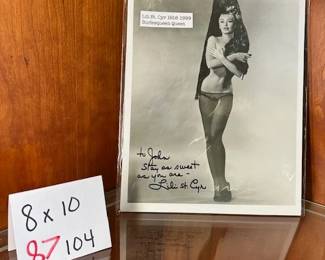 Lili St. Cyr 1918-1999
Burlesqueen Queen
to John
Stay as sweet
as you are -
Lili St Cyr
8 x 10
87 104